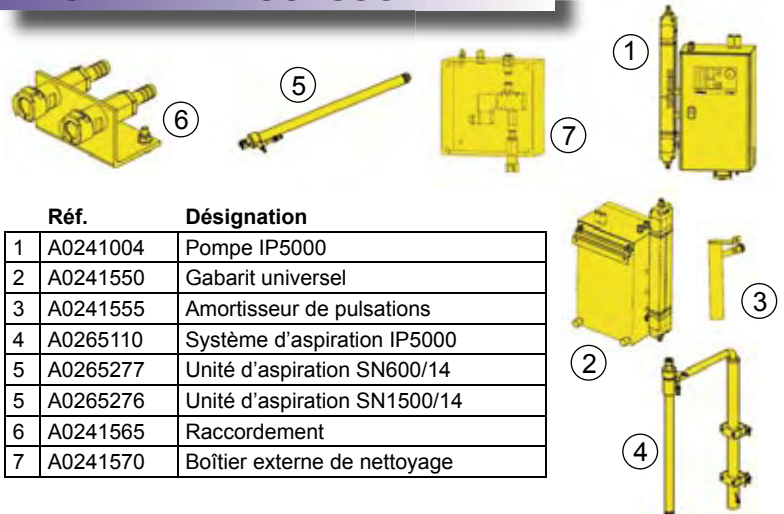 6
5
7
1
2
3
4
Réf. Désignation
1 A0241004 Pompe IP5000
2 A0241550 Gabarit universel
3 A0241555 Amortisseur de pulsations
4 A0265110 Système d'aspiration IP5000
5 A0265277 Unité d'aspiration SN600/14
5 A0265276 Unité d'aspiration SN1500/14
6 A0241565 Raccordement
7 A0241570 Boîtier externe de nettoyage